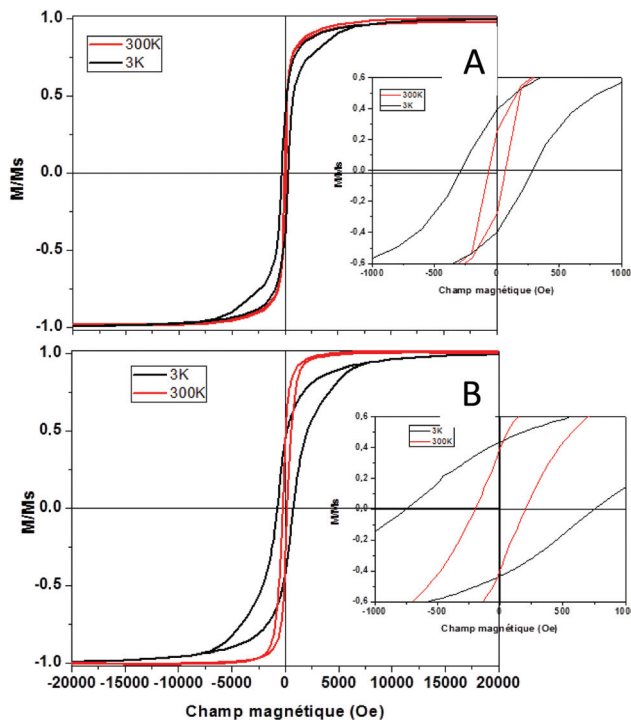 1.0
300K
3K
A
0.5
0,6
300K
3K
0,4
0,2
M/Ms
0.0
M/Ms
0,0
-0,2
-0.5
-0,4
-0,6
-1000
-500
0
500
1000
Champ magnétique (Oe)
-1.0
1.0
3K
300K
B
0.5
0,6
3K
300K
0,4
0,2
M/Ms
0.0
M/Ms
0,0
-0,2
-0.5
-0,4
-0,6
-1000
-500
0
500
100
Champ magnétique (Oe)
-1.0
-20000 -15000 -10000 -5000 0 5000 10000 15000 20000
Champ magnétique (Oe)